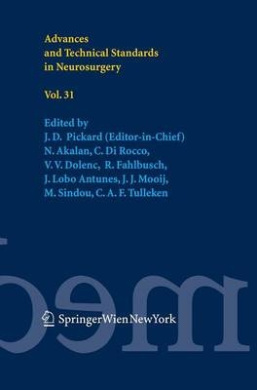 Advances
and Technical Standards
in Neurosurgery
Vol. 31
Edited by
J. D. Pickard (Editor-in-Chief)
N. Akalan, C. Di Rocco,
V. V. Dolenc, R. Fahlbusch,
J. Lobo Antunes, J. J. Mooij,
M. Sindou, C. A. F. Tulleken
med
SpringerWienNewYork